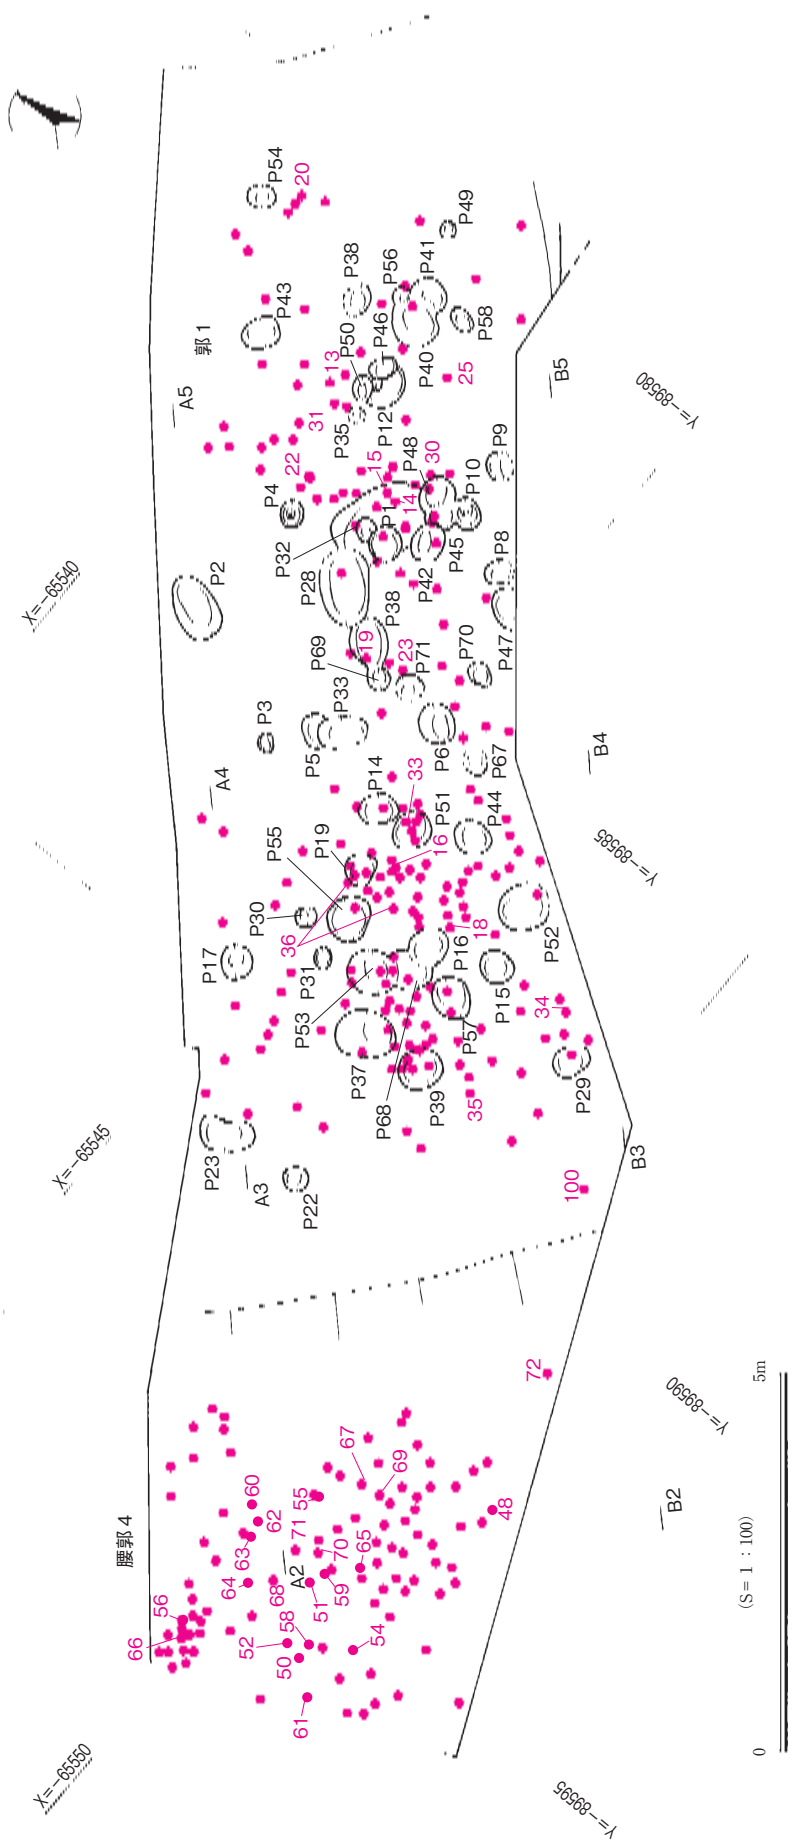 P54
20
P49
P38
P56
P41
P43
郭1
P46
P50
13
P58
P40
25
B5
A5
31
P35
P12
Y=-89580
22
15
P48
30
P9
P4
14
P10
P1
P32
P45
P8
X=-65540
P2
P28
P42
P38
P69
19
23
P71
P70
P47
P3
P33
P5
P6
P67
B4
A4
P14
33
P51
P44
Y=-89585
P55
P19
16
P30
36
18
P52
P17
P31
P16
P15
P53
34
P57
P37
P68
P39
35
P29
X=-65545
P23
A3
P22
100
B3
72
5m
Y=-89590
67
69
60
55
48
B2
腰郭4
62
71
63
70
65
(S=1:100)
64
68
A2
51
59
56
66
52
58
50
54
61
0
X=-65550
Y=-89595